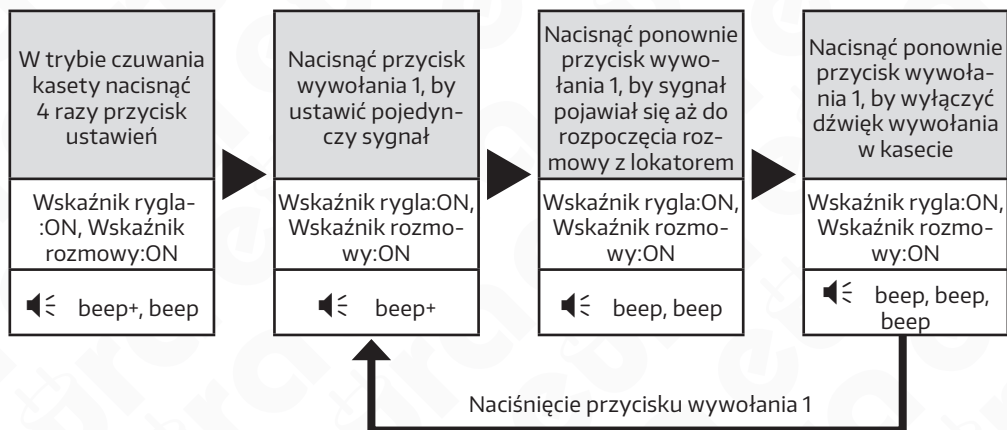 W trybie czuwania
kasety nacisnąć
4 razy przycisk
ustawień
Wskaźnik rygla-
:ON, Wskaźnik
rozmowy:ON
beep+, beep
Nacisnąć przycisk
wywołania 1, by
ustawić pojedyn-
czy sygnał
Wskaźnik rygla:ON,
Wskaźnik rozmo-
wy:ON
beep+
Nacisnąć ponownie
przycisk wywo-
łania 1, by sygnał
pojawiał się aż do
rozpoczęcia roz-
mowy z lokatorem
Wskaźnik rygla:ON,
Wskaźnik rozmo-
wy:ON
beep, beep
Nacisnąć ponownie
przycisk wywoła-
nia 1, by wyłączyć
dźwięk wywołania
w kasecie
Wskaźnik rygla:ON,
Wskaźnik rozmo-
wy:ON
beep, beep,
beep
Naciśnięcie przycisku wywołania 1